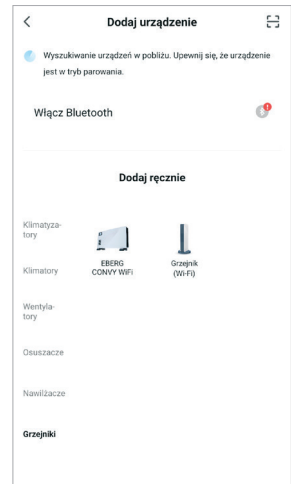 Dodaj urządzenie
Wyszukiwanie urządzeń w pobliżu. Upewnij się, że urządzenie
jest w tryb parowania.
Włącz Bluetooth
Dodaj ręcznie
Klimatyza-
tory
EBERG
CONVY WiFi
Grzejnik
(Wi-Fi)
Klimatory
Wentyla-
tory
Osuszacze
Nawilżacze
Grzejniki